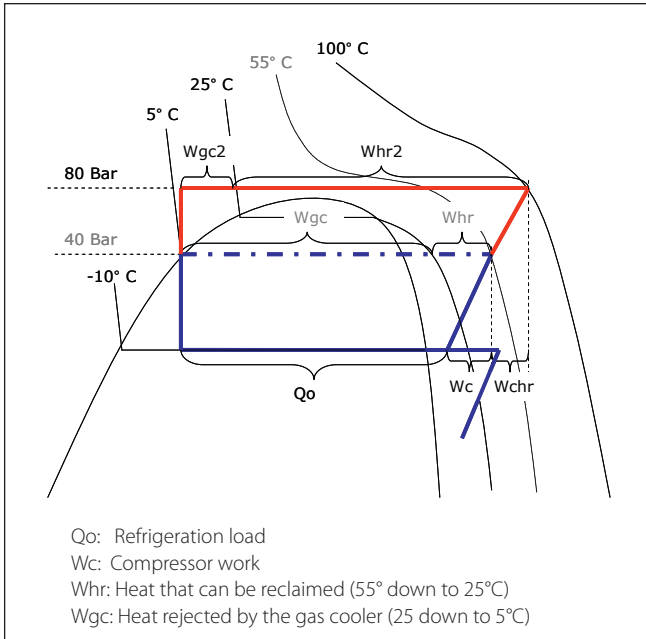 100° C
55° C
25° C
5° C
Wgc2
Whr2
80 Bar
Wgc
Whr
40 Bar
-10° C
Wc
Wchr
Qo
Qo: Refrigeration load
Wc: Compressor work
Whr: Heat that can be reclaimed (55° down to 25°C)
Wgc: Heat rejected by the gas cooler (25 down to 5°C)